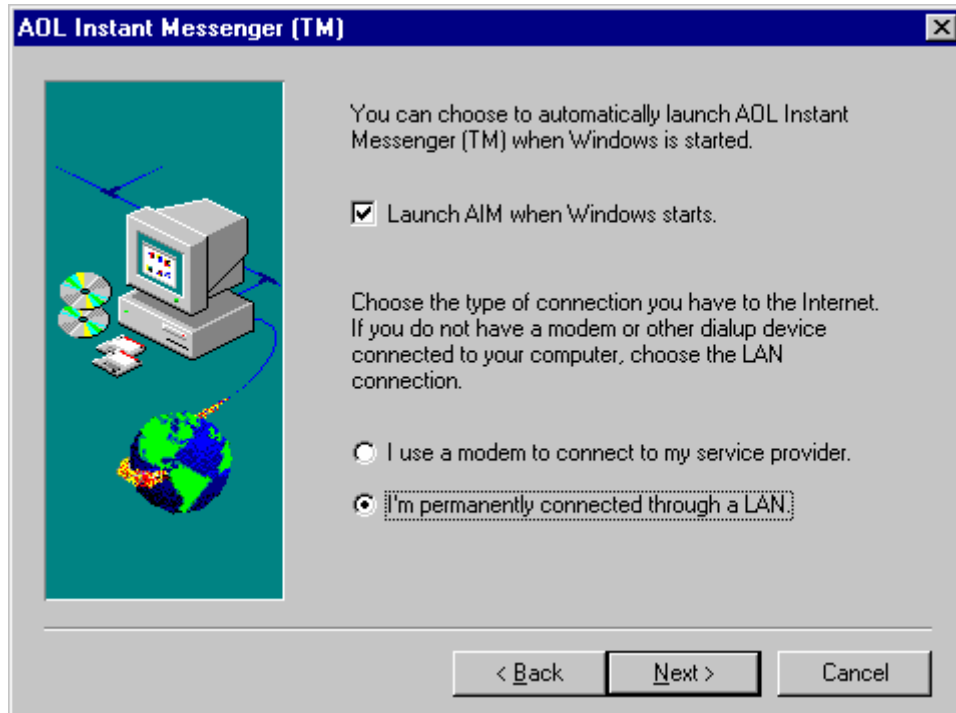 AOL Instant Messenger (TM)
You can choose to automatically launch AOL Instant
Messenger (TM) when Windows is started.
Launch AIM when Windows starts.
Choose the type of connection you have to the Internet.
If you do not have a modem or other dialup device
connected to your computer, choose the LAN
connection.
I use a modem to connect to my service provider.
I'm permanently connected through a LAN.
< Back
Next >
Cancel